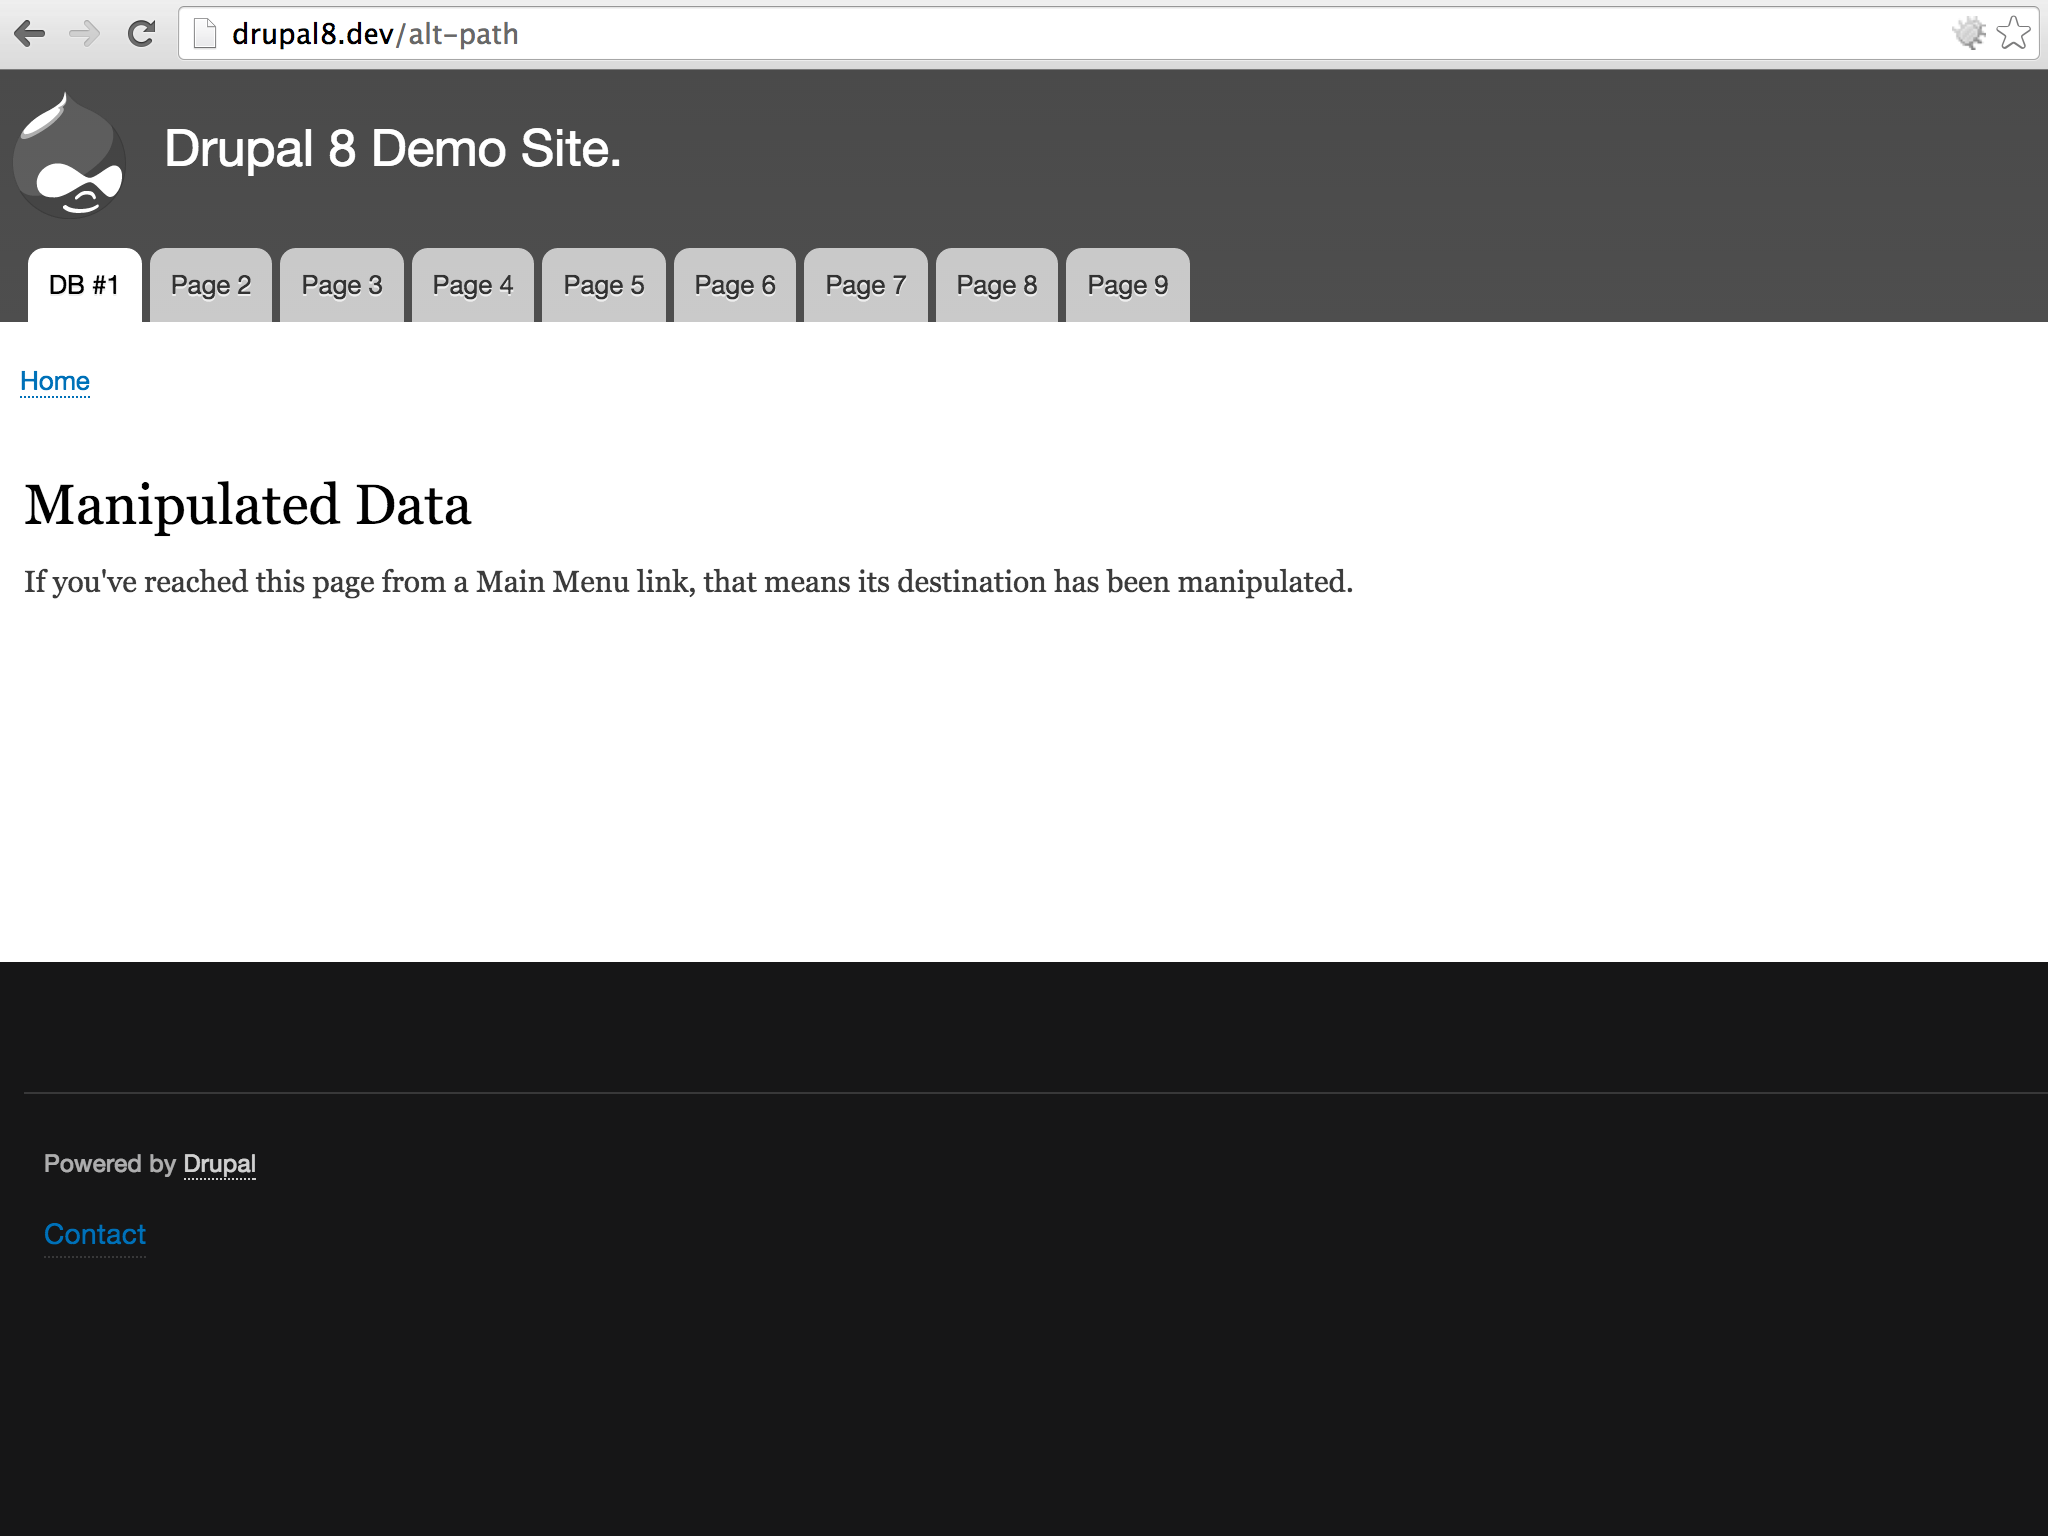 drupal8.dev/alt-path
Drupal 8 Demo Site.
DB #1 Page 2 Page 3 Page 4 Page 5 Page 6 Page 7 Page 8 Page 9
Home
Manipulated Data
If you've reached this page from a Main Menu link, that means its destination has been manipulated.
Powered by Drupal
Contact